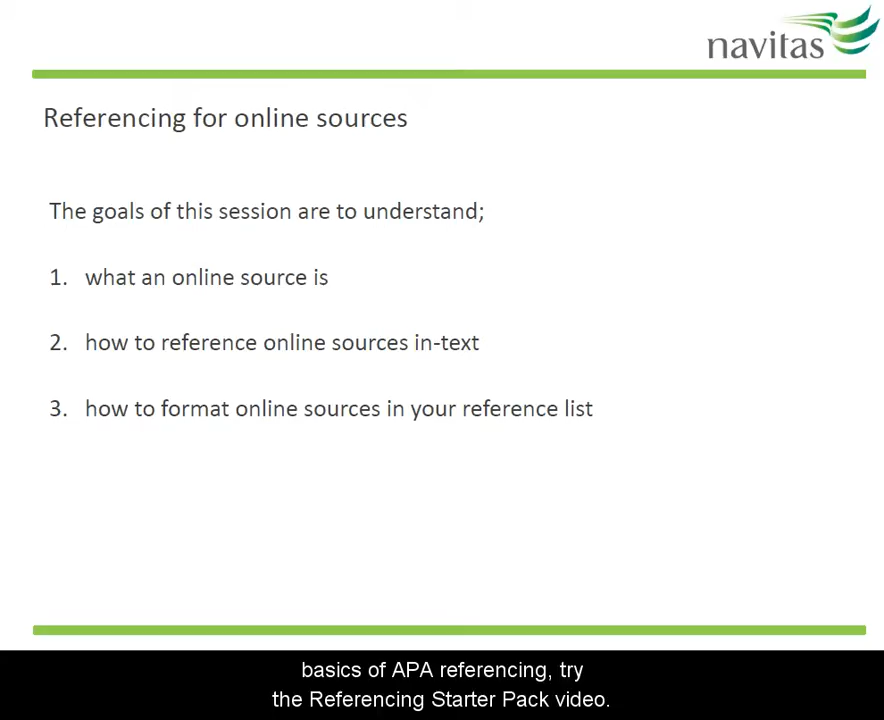 navitas
Referencing for online sources
The goals of this session are to understand;
1. what an online source is
2. how to reference online sources in-text
3. how to format online sources in your reference list
basics of APA referencing, try
the Referencing Starter Pack video.